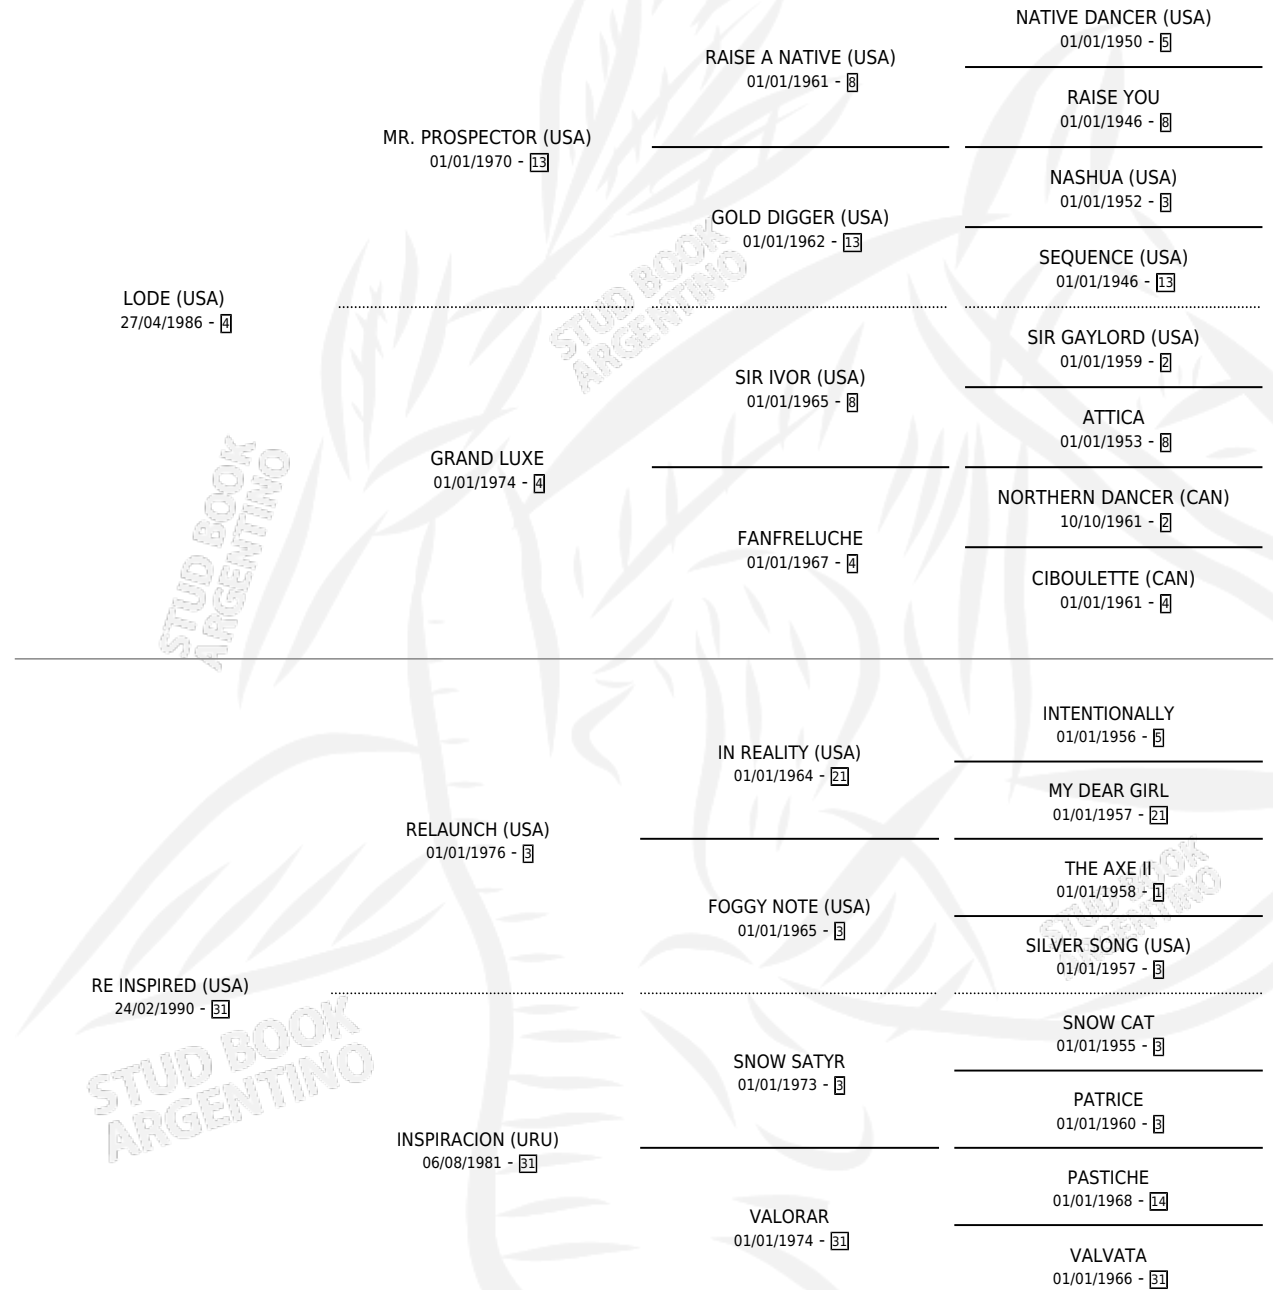 NATIVE DANCER (USA)
01/01/1950 - 5
RAISE A NATIVE (USA)
01/01/1961 - 8
RAISE YOU
01/01/1946 - 8
MR. PROSPECTOR (USA)
01/01/1970 - 13
NASHUA (USA)
01/01/1952 - 3
GOLD DIGGER (USA)
01/01/1962 - 13
SEQUENCE (USA)
01/01/1946 - 13
LODE (USA)
27/04/1986 - 4
STUD BOOK
ARGENTINO
SIR GAYLORD (USA)
01/01/1959 - 2
SIR IVOR (USA)
01/01/1965 - 8
ATTICA
01/01/1953 - 8
GRAND LUXE
01/01/1974 - 4
STUD BOOK
ARGENTINO
NORTHERN DANCER (CAN)
10/10/1961 - 2
FANFRELUCHE
01/01/1967 - 4
CIBOULETTE (CAN)
01/01/1961 - 4
INTENTIONALLY
01/01/1956 - 5
IN REALITY (USA)
01/01/1964 - 21
MY DEAR GIRL
01/01/1957 - 21
RELAUNCH (USA)
01/01/1976 - 3
THE AXE II
01/01/1958 - 1
STUD BOOK
ARGENTINO
FOGGY NOTE (USA)
01/01/1965 - 3
SILVER SONG (USA)
01/01/1957 - 3
RE INSPIRED (USA)
24/02/1990 - 31
STUD BOOK
ARGENTINO
SNOW CAT
01/01/1955 - 3
SNOW SATYR
01/01/1973 - 3
PATRICE
01/01/1960 - 3
INSPIRACION (URU)
06/08/1981 - 31
PASTICHE
01/01/1968 - 14
VALORAR
01/01/1974 - 31
VALVATA
01/01/1966 - 31